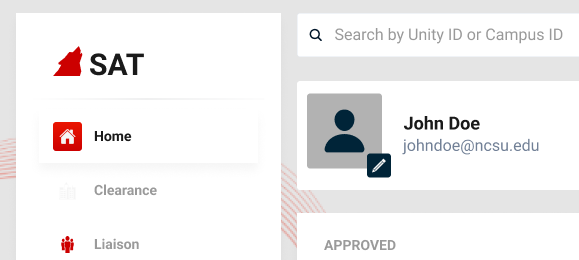 SAT
Home
Clearance
Liaison
Search by Unity ID or Campus ID
John Doe
johndoe@ncsu.edu
APPROVED